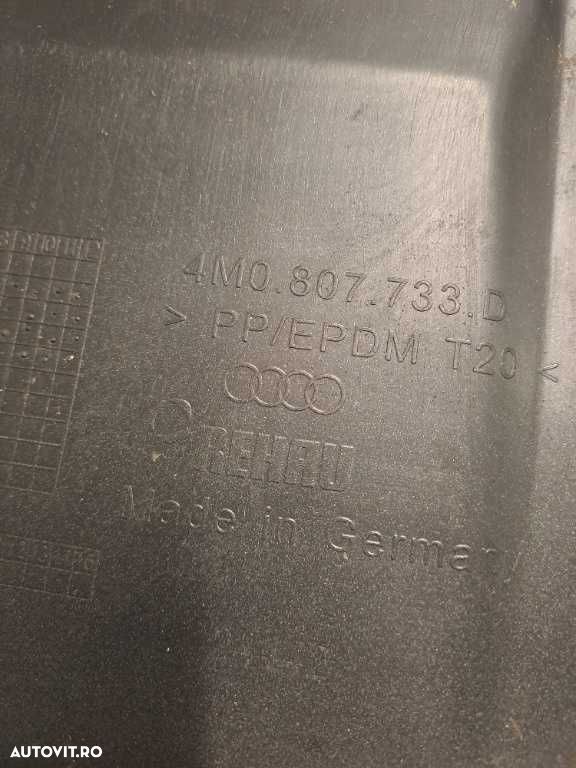 4M0.807.733.D
> PP/EPDM T20 <
REHAU
Made in Germany
AUTOVIT.RO